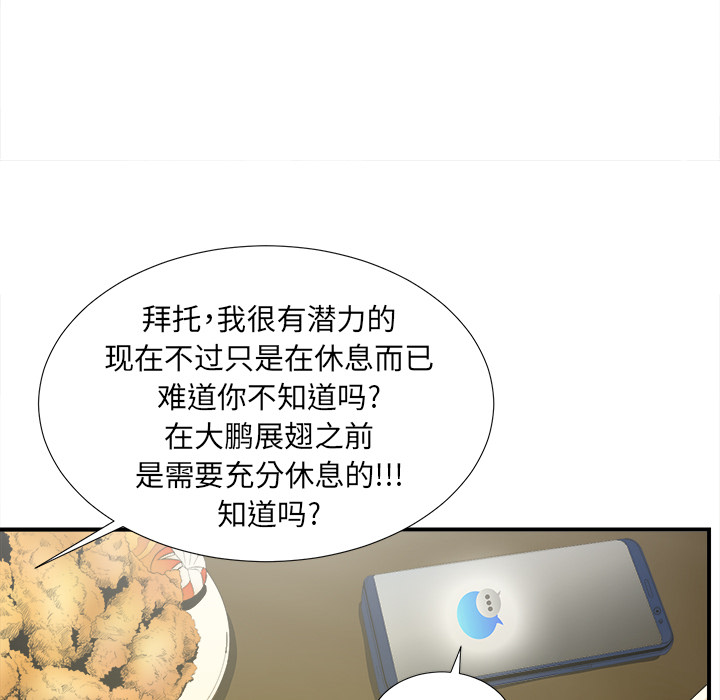 拜托，我很有潜力的
现在不过只是在休息而已
难道你不知道吗?
在大鹏展翅之前
是需要充分休息的!!!
知道吗?